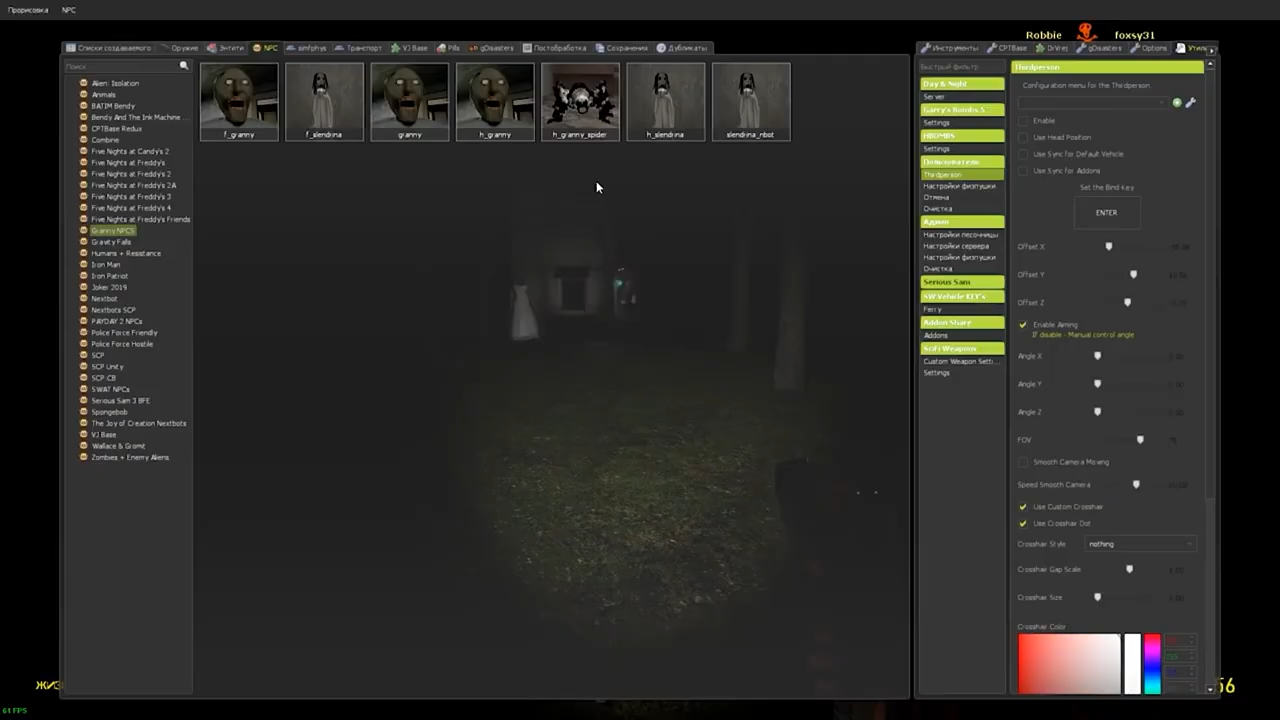 Прорисовка NPC
Robbie foxsy31
Списки создаваемого Оружие Энтити NPC simfphys Транспорт VJ Base Pills gDisasters Постобработка Сохранения Дубликаты
Инструменты CPTBase gDisasters Options
Поиск
Alien: Isolation
Animals
BATIM Bendy
Bendy And The Ink Machine ...
CPTBase Redux
Combine
Five Nights at Candy's 2
Five Nights at Freddy's
Five Nights at Freddy's 2
Five Nights at Freddy's 2A
Five Nights at Freddy's 3
Five Nights at Freddy's 4
Five Nights at Freddy's Friends
Granny NPCS
Gravity Falls
Humans + Resistance
Iron Man
Iron Patriot
Joker 2019
Nextbot
Nextbots SCP
PAYDAY 2 NPCs
Police Force Friendly
Police Force Hostile
SCP
SCP Unity
SCP CB
SWAT NPCs
Serious Sam 3 BFE
Spongebob
The Joy of Creation Nextbots
VJ Base
Wallace & Gromit
Zombies + Enemy Aliens
f_granny f_slendrina granny h_granny h_granny_spider h_slendrina slendrina_nbot
Быстрый фильтр
Day & Night
Server
Garry's Bombs 5...
Settings
HBOMBS
Settings
Пользователь
Thirdperson
Настройки физпушки
Отмена
Очистка
Админ
Настройки песочницы
Настройки сервера
Настройки физпушки
Очистка
Serious Sam
SW Vehicle KEY's
Ferry
Addon Share
Addons
SciFi Weapons
Custom Weapon Setti...
Settings
Thirdperson
Configuration menu for the Thirdperson.
Enable
Use Head Position
Use Sync for Default Vehicle
Use Sync for Addons
Set the Bind Key
ENTER
Offset X
Offset Y
Offset Z
Enable Aiming
If disable - Manual control angle
Angle X
Angle Y
Angle Z
FOV
Smooth Camera Moving
Speed Smooth Camera
Use Custom Crosshair
Use Crosshair Dot
Crosshair Style nothing
Crosshair Gap Scale
Crosshair Size
Crosshair Color
61 FPS